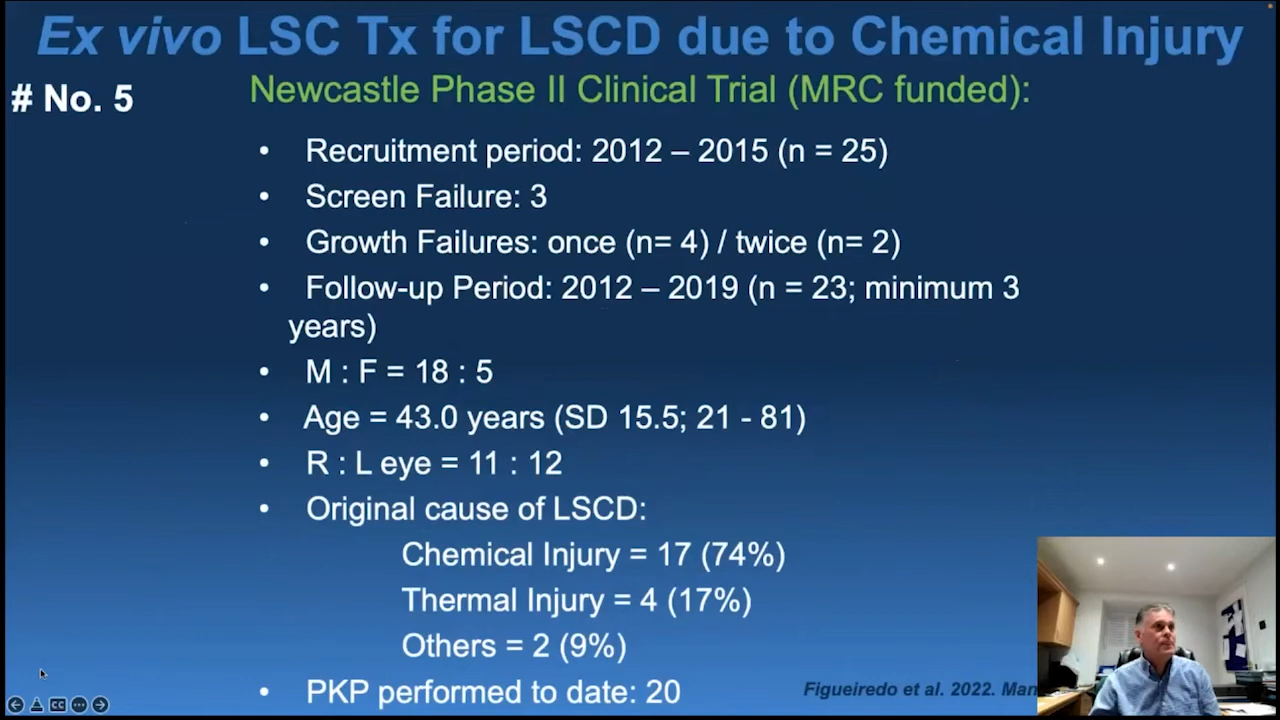 Ex vivo LSC Tx for LSCD due to Chemical Injury
# No. 5
Newcastle Phase II Clinical Trial (MRC funded):
• Recruitment period: 2012 – 2015 (n = 25)
• Screen Failure: 3
• Growth Failures: once (n= 4) / twice (n= 2)
• Follow-up Period: 2012 – 2019 (n = 23; minimum 3
years)
• M : F = 18 : 5
• Age = 43.0 years (SD 15.5; 21 - 81)
• R : L eye = 11 : 12
• Original cause of LSCD:
Chemical Injury = 17 (74%)
Thermal Injury = 4 (17%)
Others = 2 (9%)
• PKP performed to date: 20
Figueiredo et al. 2022.
CC